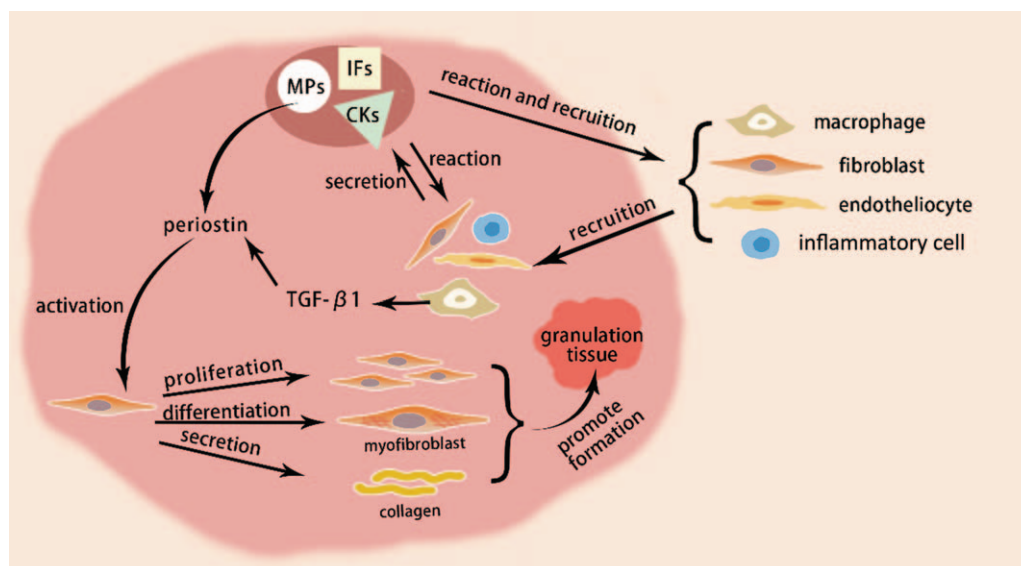 IFs
MPs
CKs
reaction and recruition
macrophage
fibroblast
endotheliocyte
inflammatory cell
reaction
secretion
recruition
periostin
TGF-β1
activation
granulation
tissue
proliferation
differentiation
secretion
myofibroblast
collagen
promote
formation